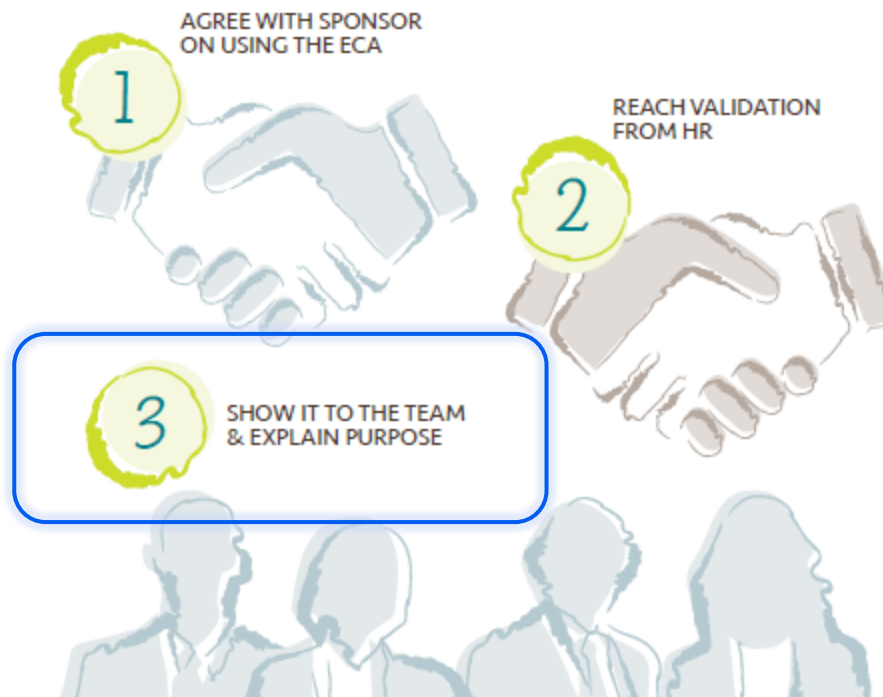 1
AGREE WITH SPONSOR
ON USING THE ECA
2
REACH VALIDATION
FROM HR
3
SHOW IT TO THE TEAM
& EXPLAIN PURPOSE